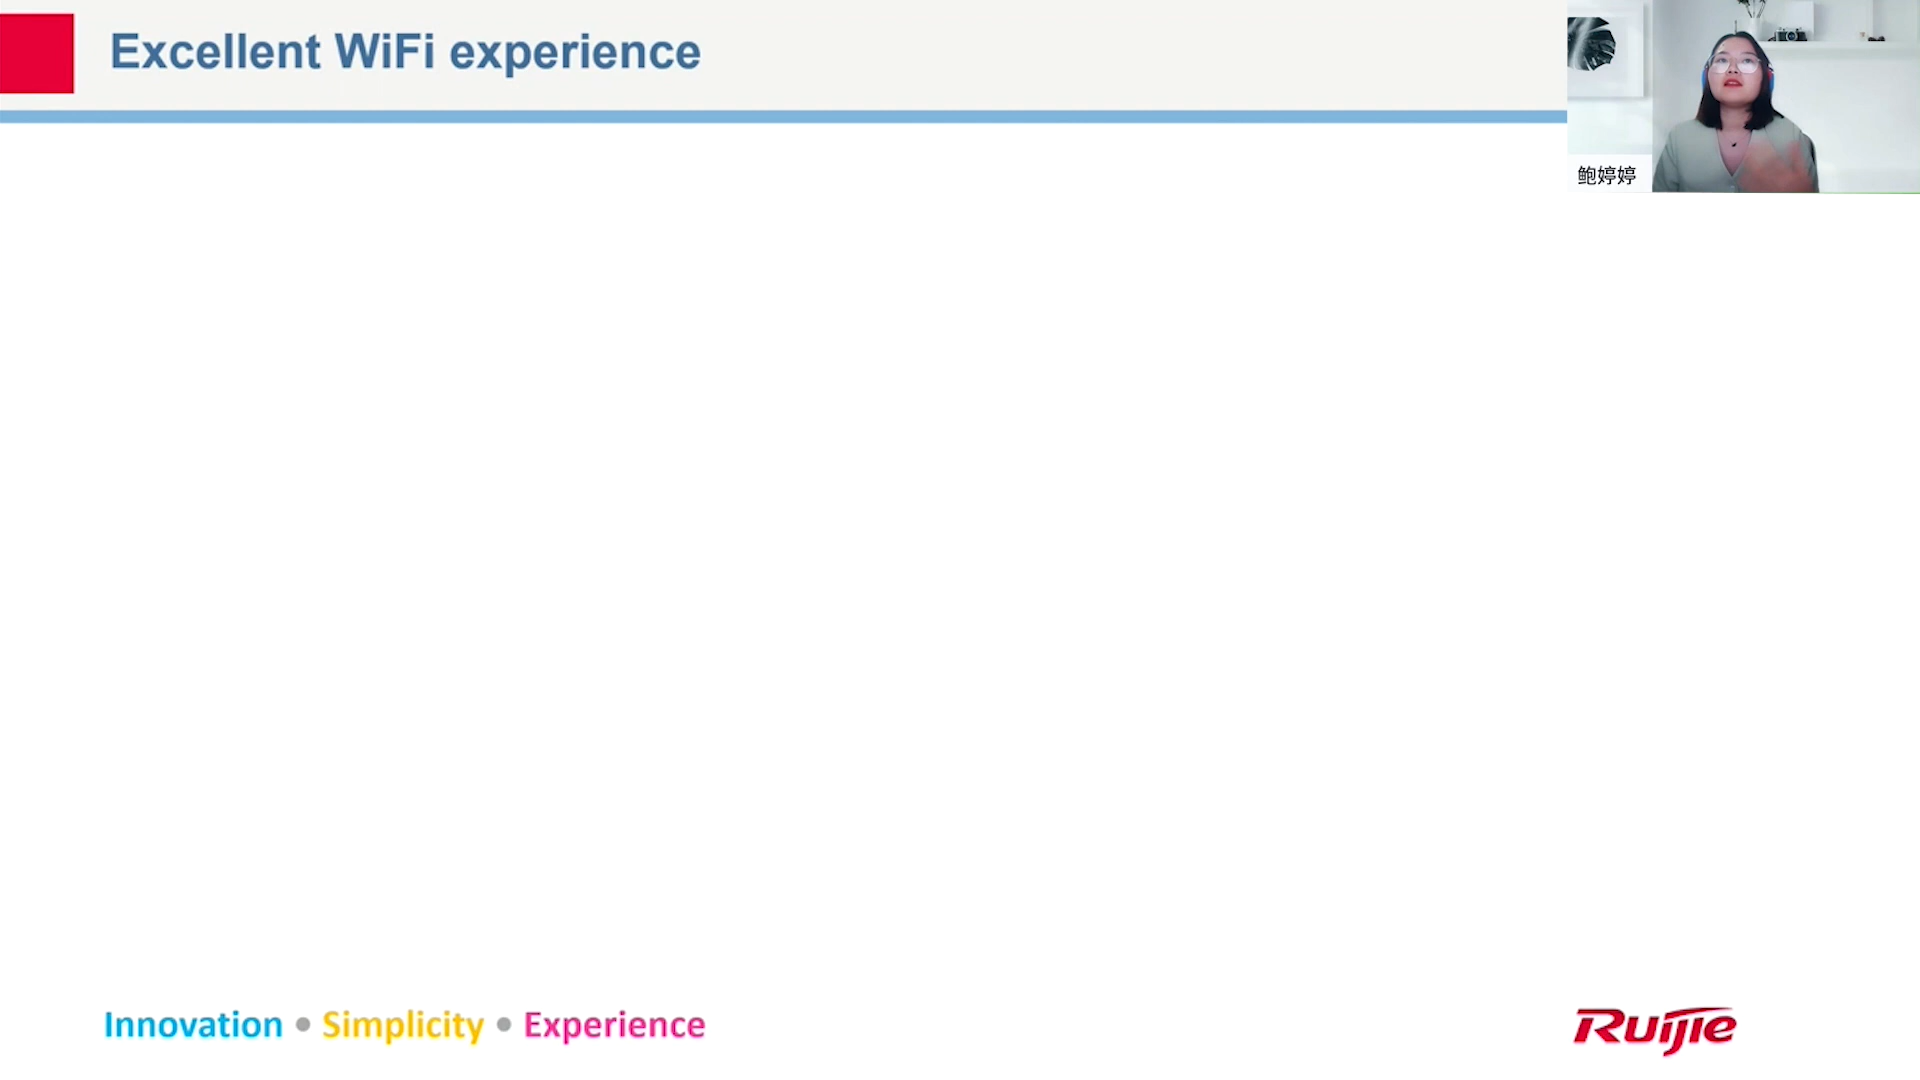 Excellent WiFi experience
鲍婷婷
Innovation • Simplicity • Experience
Ruijie